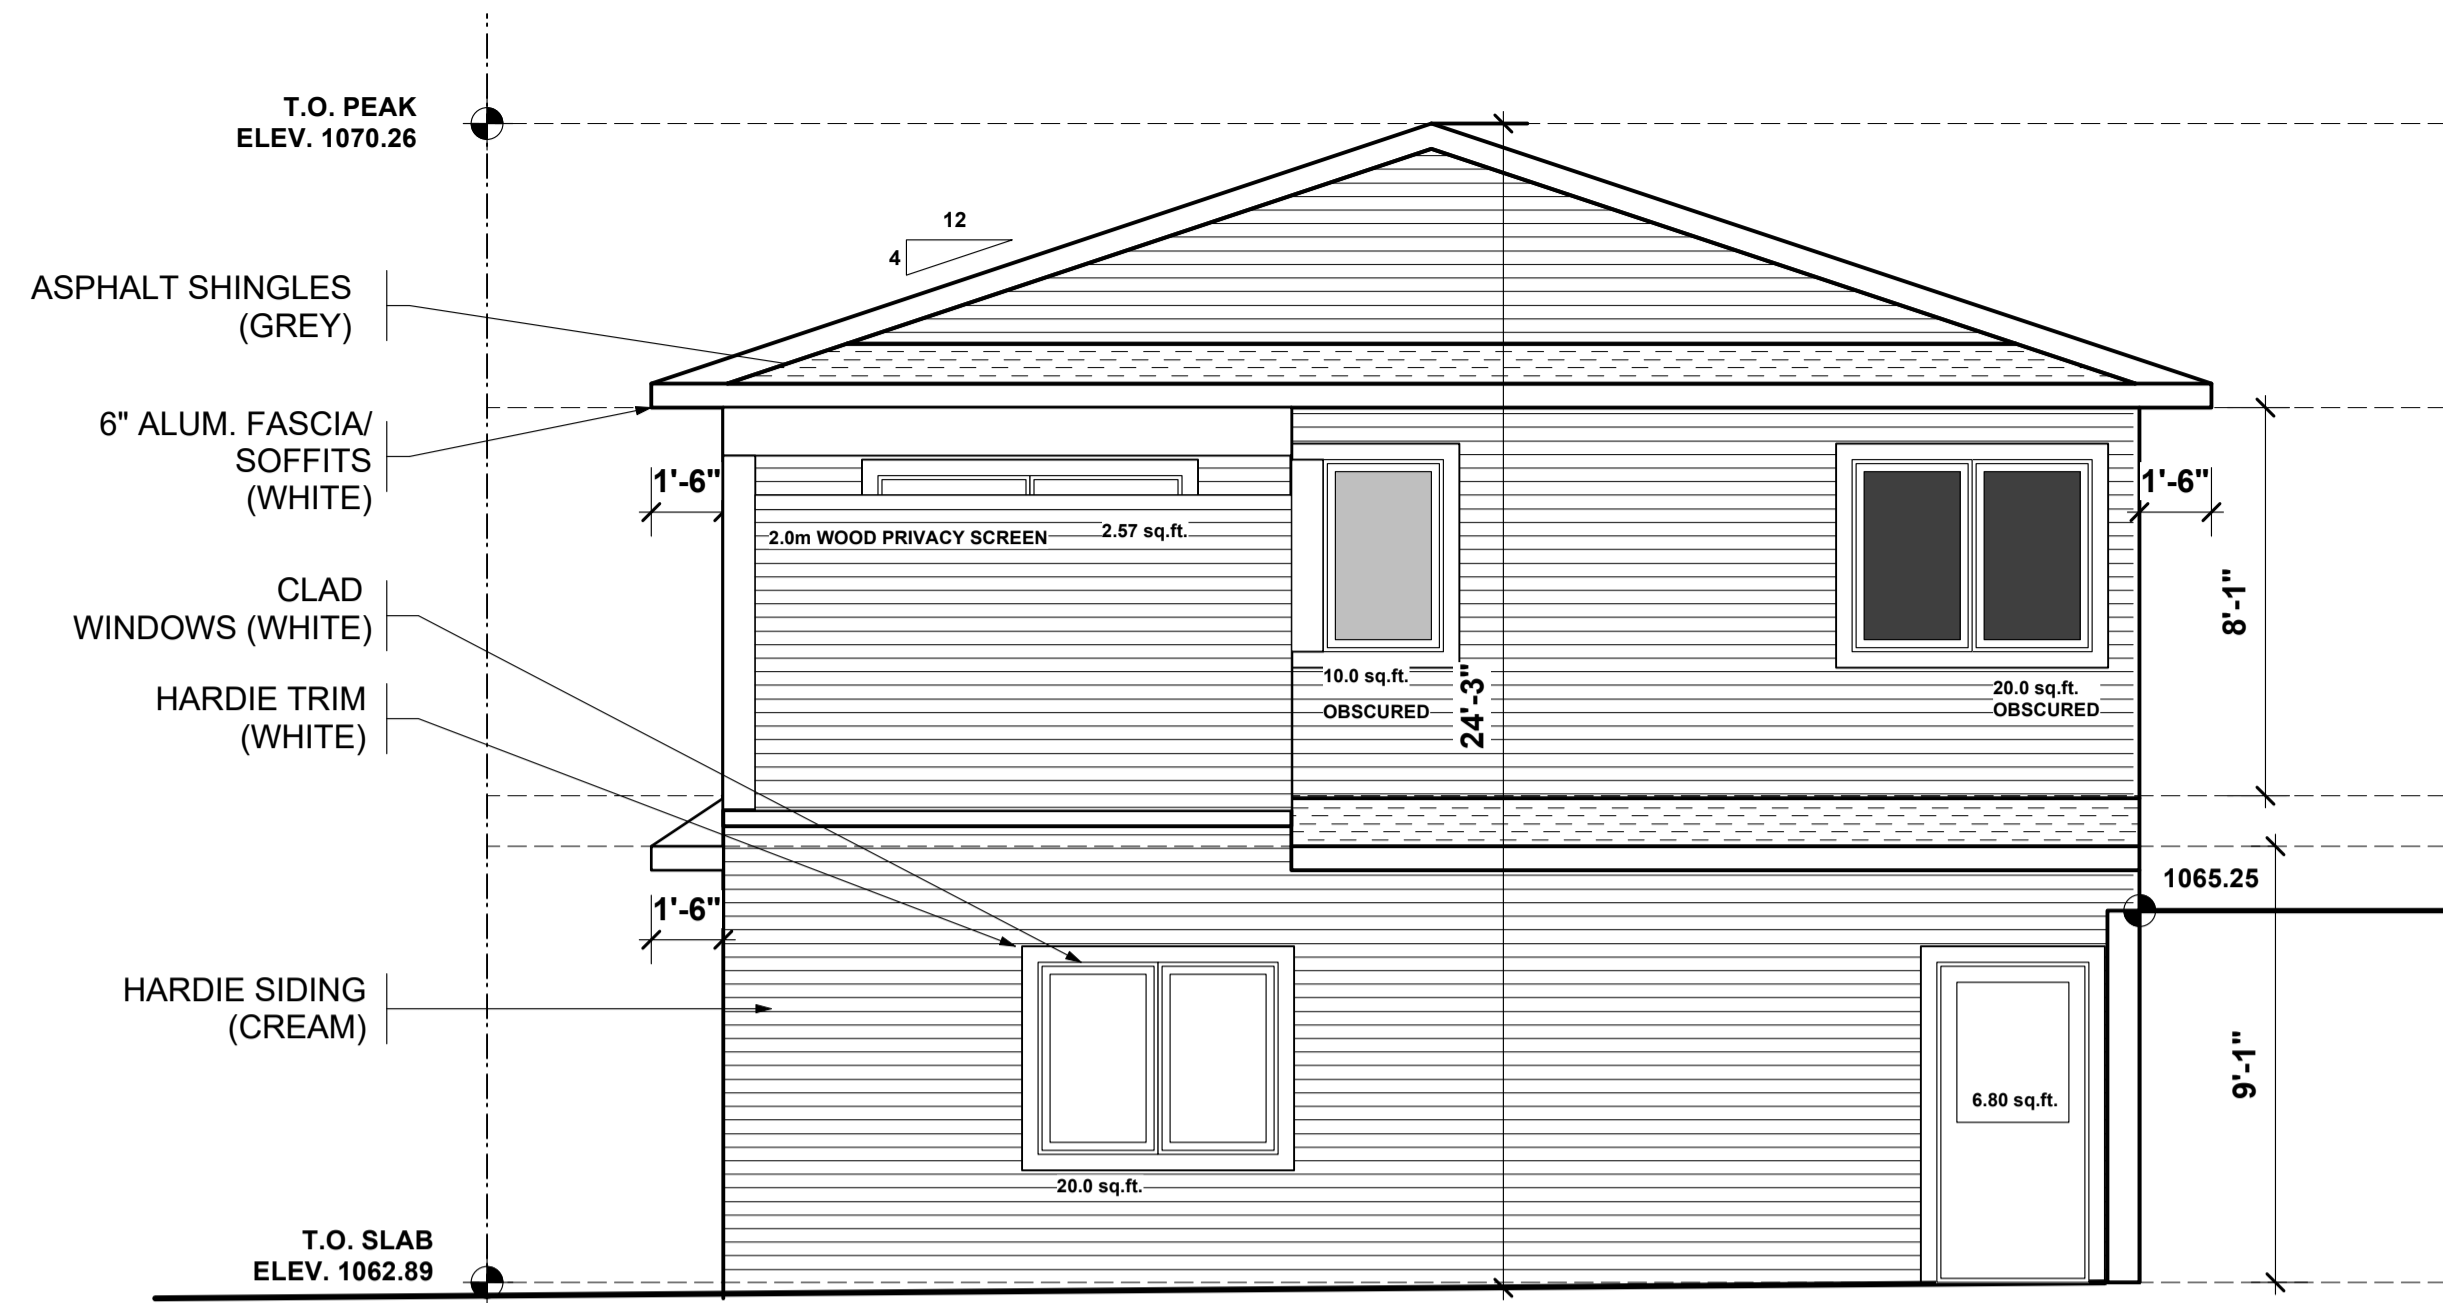 T.O. PEAK
ELEV. 1070.26
12
4
ASPHALT SHINGLES
(GREY)
6" ALUM. FASCIA/
SOFFITS
(WHITE)
1'-6"
1'-6"
2.0m WOOD PRIVACY SCREEN
2.57 sq.ft.
8'-1"
CLAD
WINDOWS (WHITE)
10.0 sq.ft.
OBSCURED
24'-3"
20.0 sq.ft.
OBSCURED
HARDIE TRIM
(WHITE)
1065.25
1'-6"
HARDIE SIDING
(CREAM)
9'-1"
6.80 sq.ft.
20.0 sq.ft.
T.O. SLAB
ELEV. 1062.89